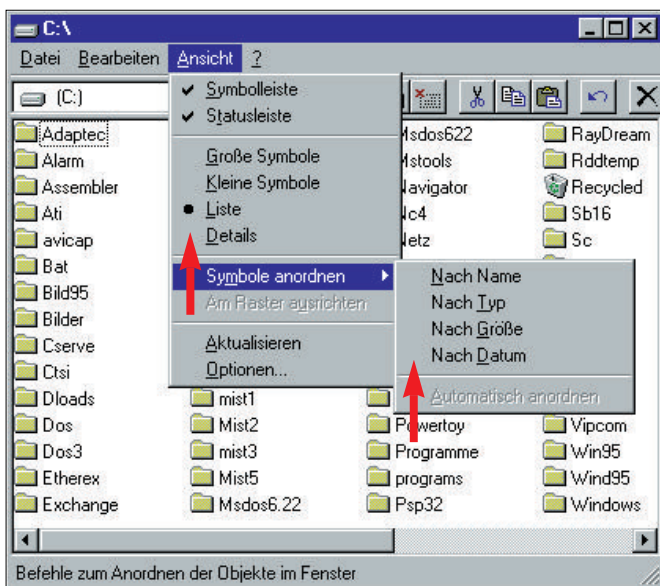 C:\
Datei Bearbeiten Ansicht ?
(C:)
Symbolleiste
Statusleiste
Große Symbole
Kleine Symbole
Liste
Details
Symbole anordnen
Am Raster ausrichten
Aktualisieren
Optionen...
Nach Name
Nach Typ
Nach Größe
Nach Datum
Automatisch anordnen
Adaptec
Alarm
Assembler
Ati
avicap
Bat
Bild95
Bilder
Cserve
Ctsi
Dloads
Dos
Dos3
Etherex
Exchange
mist1
Mist2
mist3
Mist5
Msdos6.22
Msdos622
Mstools
Navigator
Nc4
Netz
Powertoy
Programme
programs
Psp32
RayDream
Rddtemp
Recycled
Sb16
Sc
Vipcom
Win95
Wind95
Windows
Befehle zum Anordnen der Objekte im Fenster